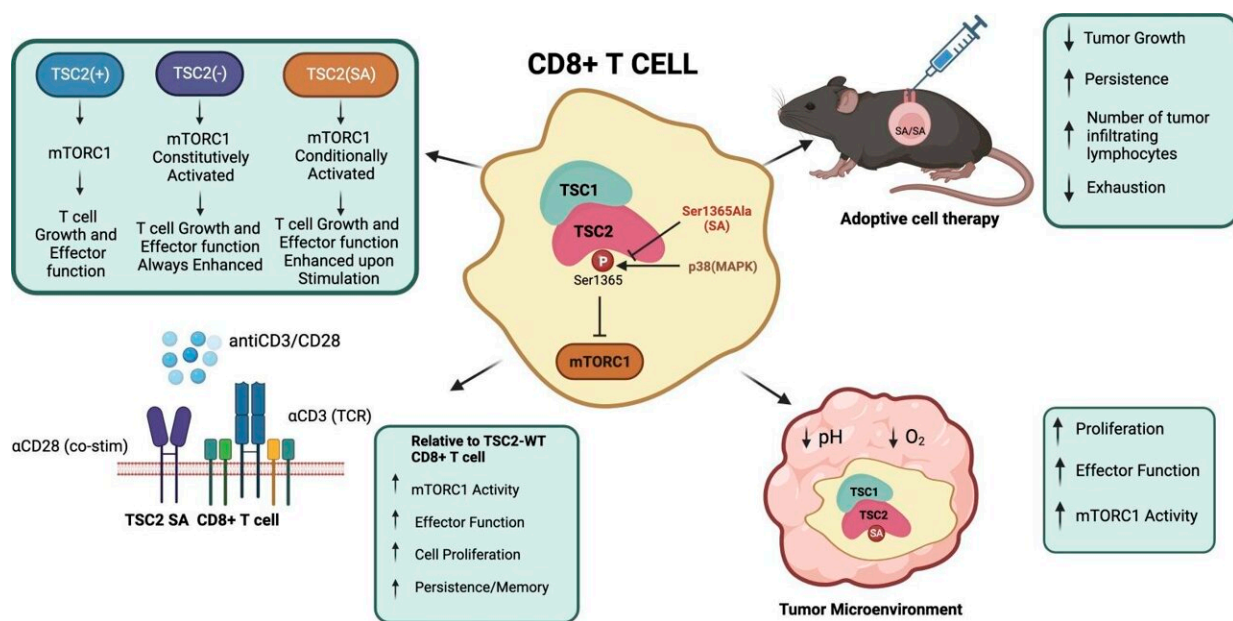 CD8+ T CELL
TSC2(+)
TSC2(-)
TSC2(SA)
mTORC1
mTORC1
Constitutively
Activated
mTORC1
Conditionally
Activated
T cell
Growth and
Effector
function
T cell Growth and
Effector function
Always Enhanced
T cell Growth and
Effector function
Enhanced upon
Stimulation
TSC1
TSC2
P
Ser1365
Ser1365Ala
(SA)
p38(MAPK)
mTORC1
SA/SA
Adoptive cell therapy
Tumor Growth
Persistence
Number of tumor
infiltrating
lymphocytes
Exhaustion
antiCD3/CD28
αCD3 (TCR)
αCD28 (co-stim)
TSC2 SA CD8+ T cell
Relative to TSC2-WT
CD8+ T cell
mTORC1 Activity
Effector Function
Cell Proliferation
Persistence/Memory
pH
O₂
TSC1
TSC2
SA
Tumor Microenvironment
Proliferation
Effector Function
mTORC1 Activity